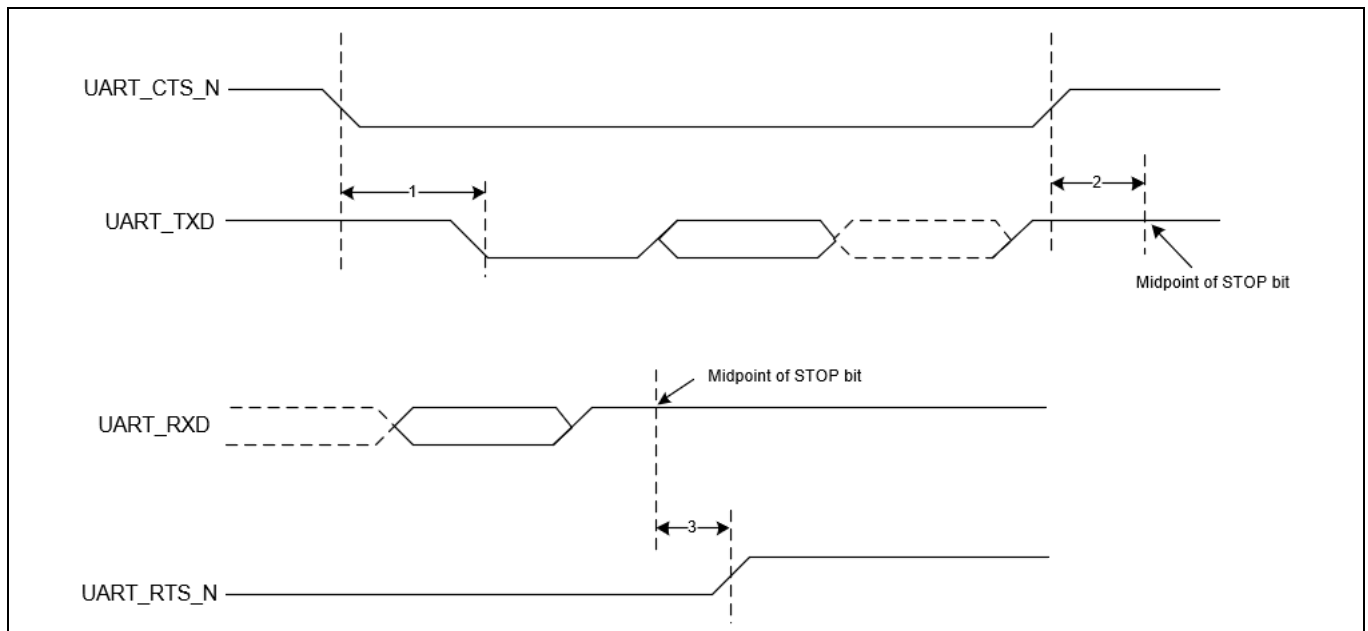 UART_CTS_N
1
2
UART_TXD
Midpoint of STOP bit
Midpoint of STOP bit
UART_RXD
3
UART_RTS_N